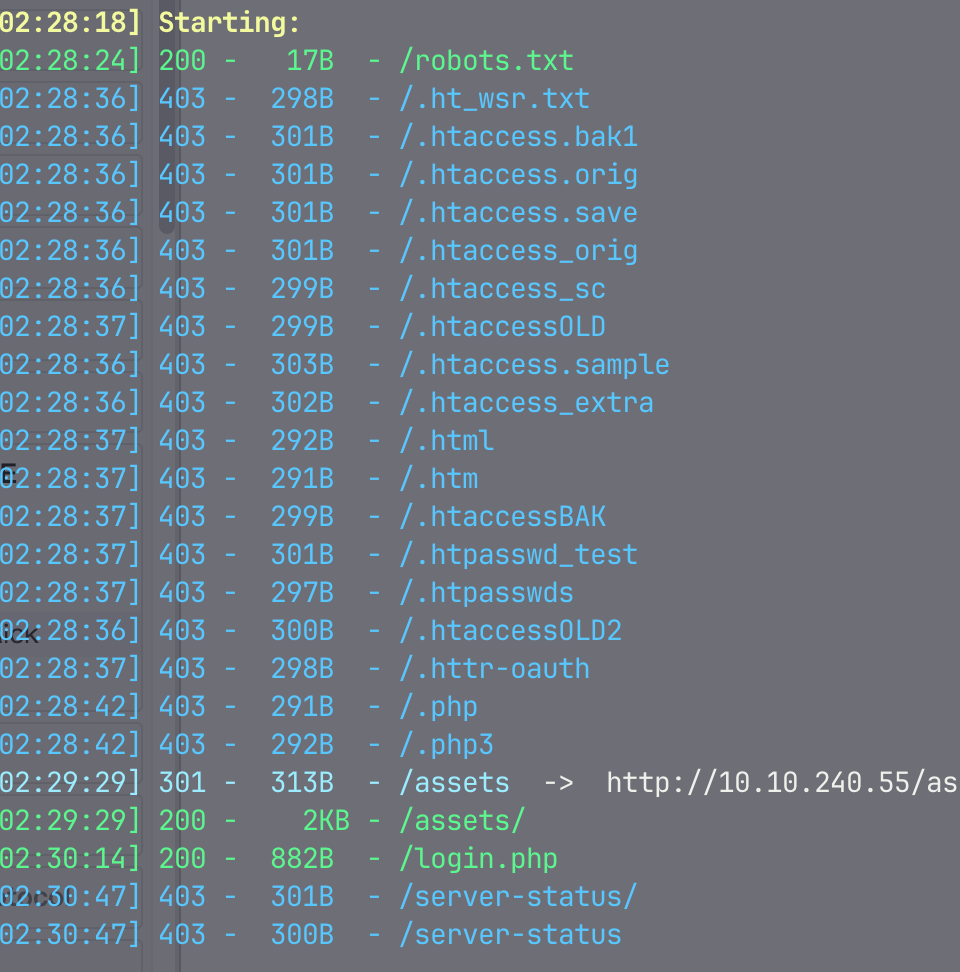 02:28:18] Starting:
02:28:24] 200 -   17B  - /robots.txt
02:28:36] 403 -  298B  - /.ht_wsr.txt
02:28:36] 403 -  301B  - /.htaccess.bak1
02:28:36] 403 -  301B  - /.htaccess.orig
02:28:36] 403 -  301B  - /.htaccess.save
02:28:36] 403 -  301B  - /.htaccess_orig
02:28:36] 403 -  299B  - /.htaccess_sc
02:28:37] 403 -  299B  - /.htaccessOLD
02:28:36] 403 -  303B  - /.htaccess.sample
02:28:36] 403 -  302B  - /.htaccess_extra
02:28:37] 403 -  292B  - /.html
02:28:37] 403 -  291B  - /.htm
02:28:37] 403 -  299B  - /.htaccessBAK
02:28:37] 403 -  301B  - /.htpasswd_test
02:28:37] 403 -  297B  - /.htpasswds
02:28:36] 403 -  300B  - /.htaccessOLD2
02:28:37] 403 -  298B  - /.httr-oauth
02:28:42] 403 -  291B  - /.php
02:28:42] 403 -  292B  - /.php3
02:29:29] 301 -  313B  - /assets  ->  http://10.10.240.55/as
02:29:29] 200 -    2KB - /assets/
02:30:14] 200 -  882B  - /login.php
02:30:47] 403 -  301B  - /server-status/
02:30:47] 403 -  300B  - /server-status